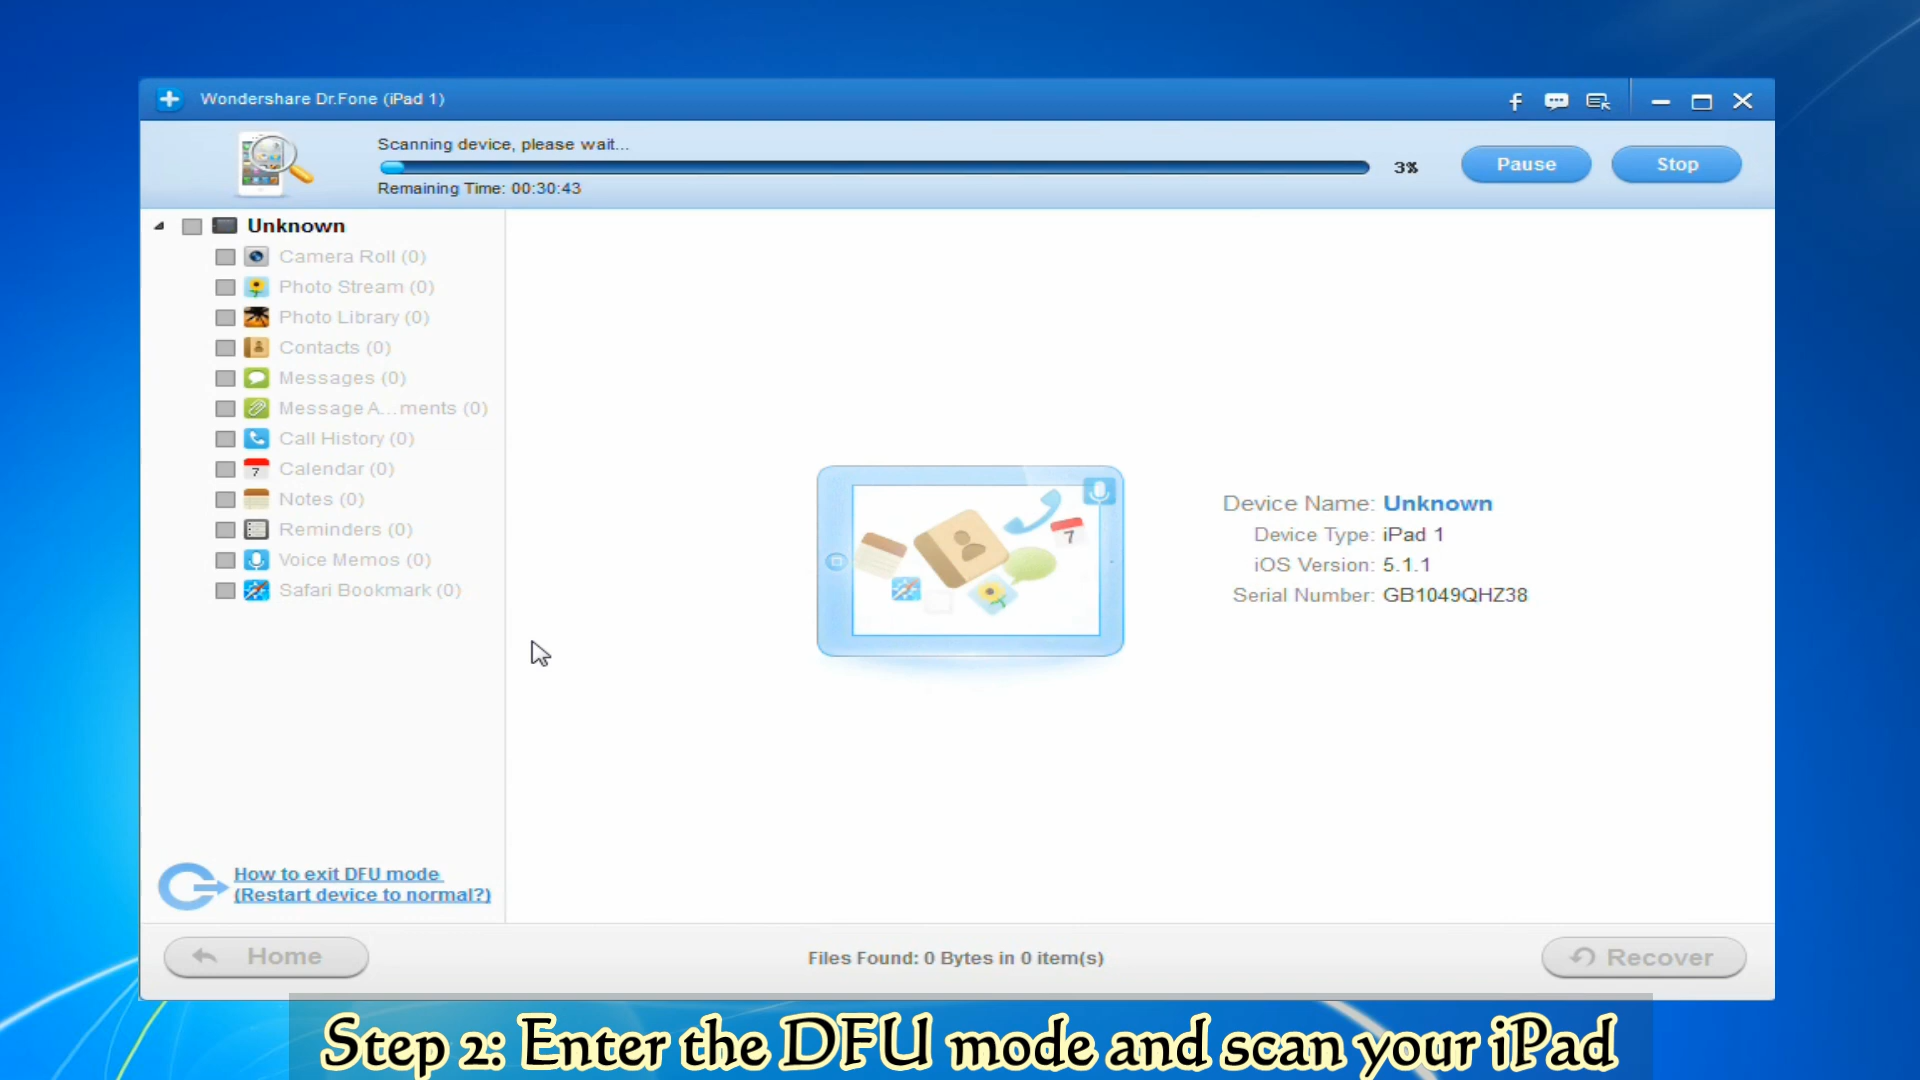 Wondershare Dr.Fone (iPad 1)
Scanning device, please wait...
3%
Pause
Stop
Remaining Time: 00:30:43
Unknown
Camera Roll (0)
Photo Stream (0)
Photo Library (0)
Contacts (0)
Messages (0)
Message A...ments (0)
Call History (0)
7
Calendar (0)
Notes (0)
Reminders (0)
Voice Memos (0)
Safari Bookmark (0)
7
Device Name: Unknown
Device Type: iPad 1
iOS Version: 5.1.1
Serial Number: GB1049QHZ38
How to exit DFU mode
(Restart device to normal?)
Home
Files Found: 0 Bytes in 0 item(s)
Recover
Step 2: Enter the DFU mode and scan your iPad